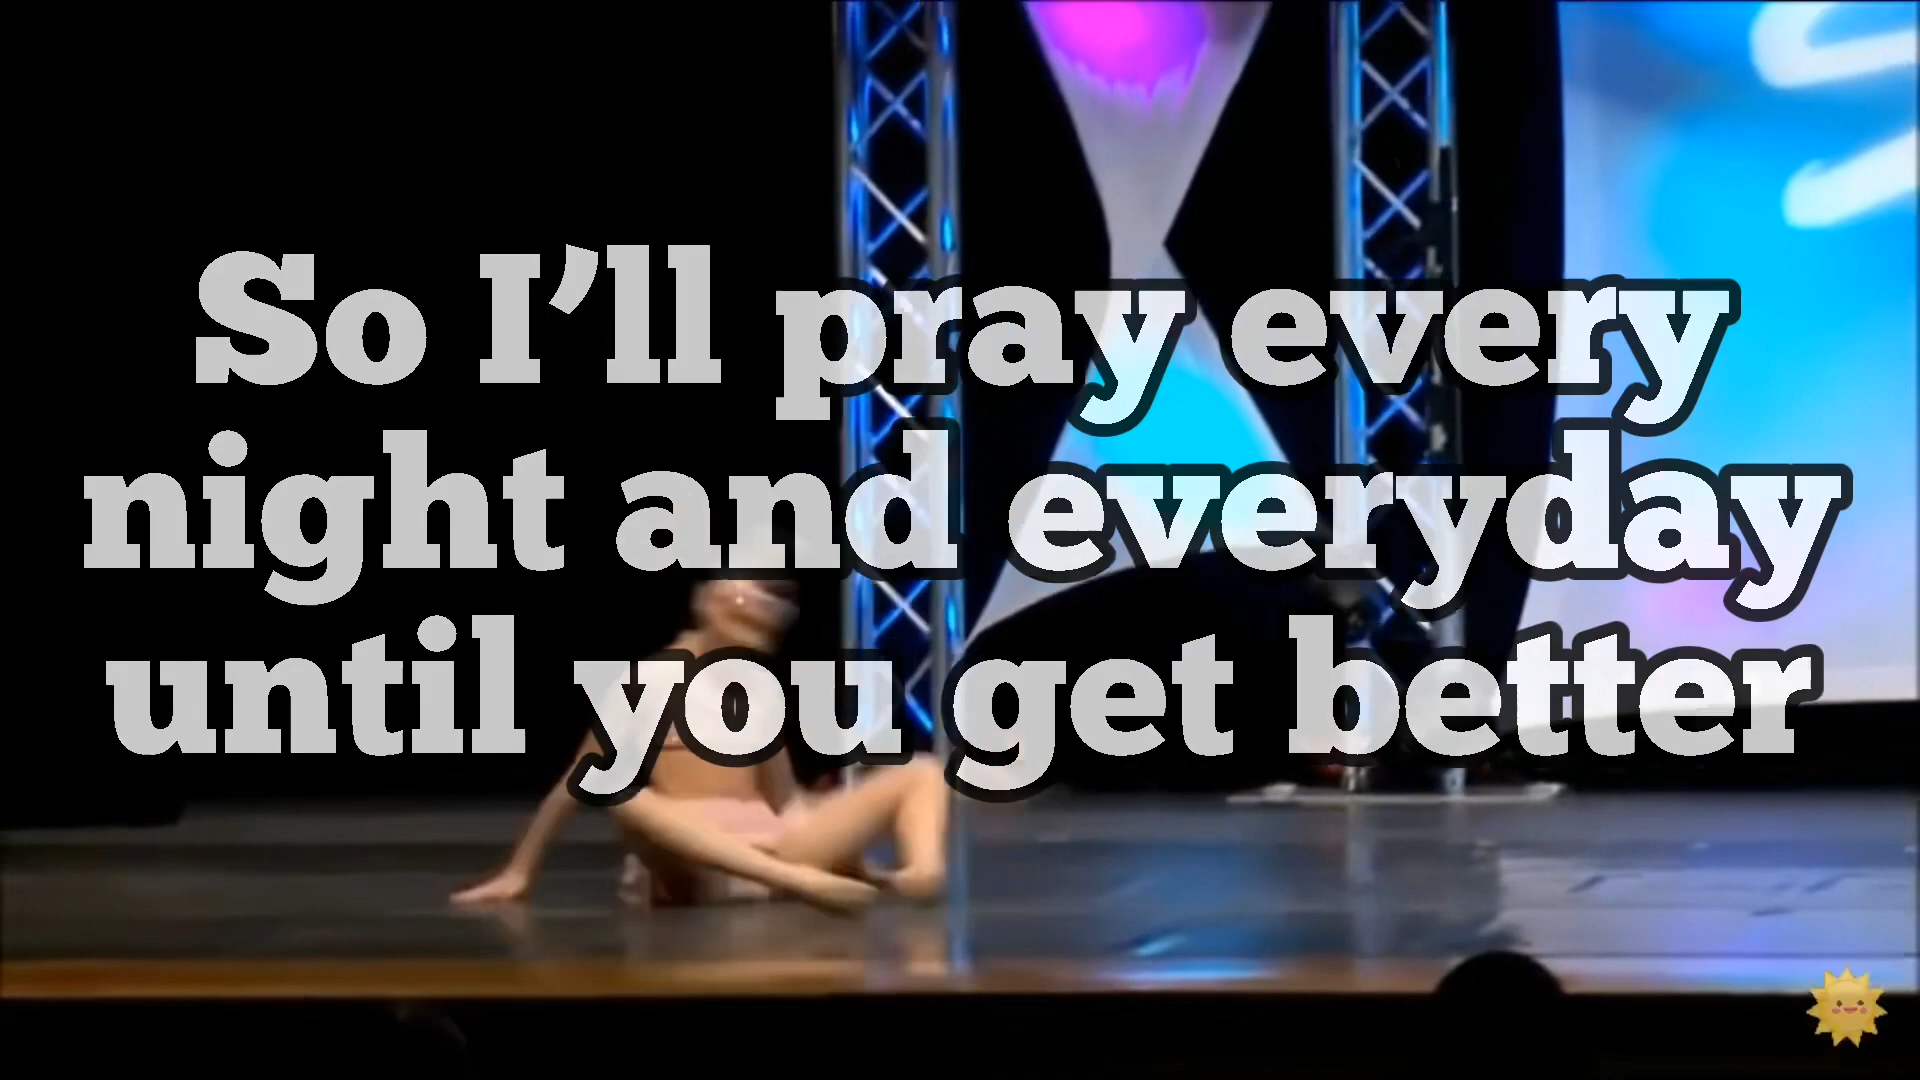 So I’ll pray every
night and everyday
until you get better